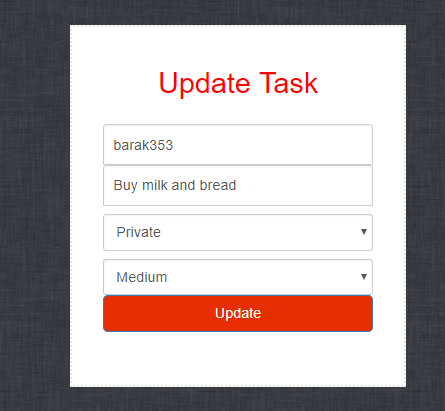 Update Task
barak353
Buy milk and bread
Private
Medium
Update